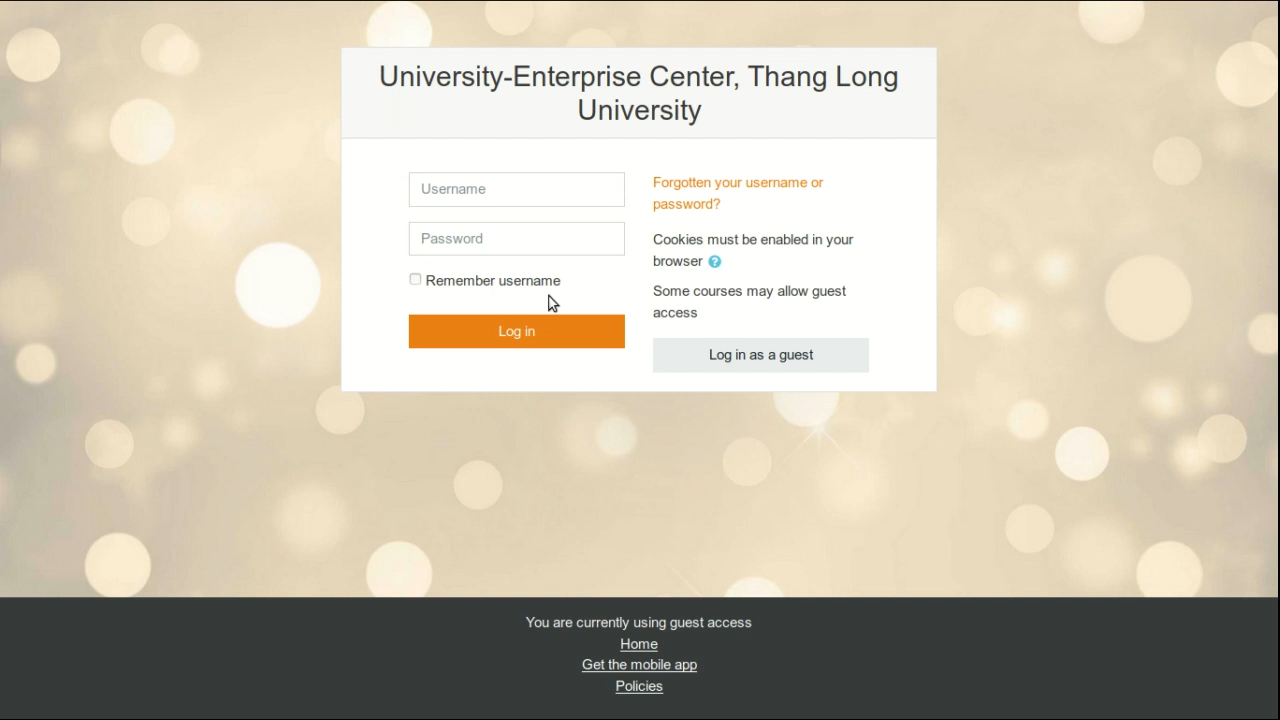 University-Enterprise Center, Thang Long
University
Username
Password
Remember username
Log in
Forgotten your username or
password?
Cookies must be enabled in your
browser ?
Some courses may allow guest
access
Log in as a guest
You are currently using guest access
Home
Get the mobile app
Policies